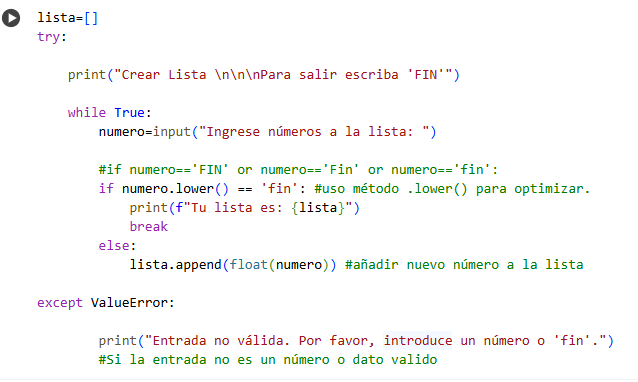 lista=[]
try:
print("Crear Lista \n\n\nPara salir escriba 'FIN'")
while True:
numero=input("Ingrese números a la lista: ")
#if numero=='FIN' or numero=='Fin' or numero=='fin':
if numero.lower() == 'fin': #uso método .lower() para optimizar.
print(f"Tu lista es: {lista}")
break
else:
lista.append(float(numero)) #añadir nuevo número a la lista
except ValueError:
print("Entrada no válida. Por favor, introduce un número o 'fin'.")
#Si la entrada no es un número o dato valido